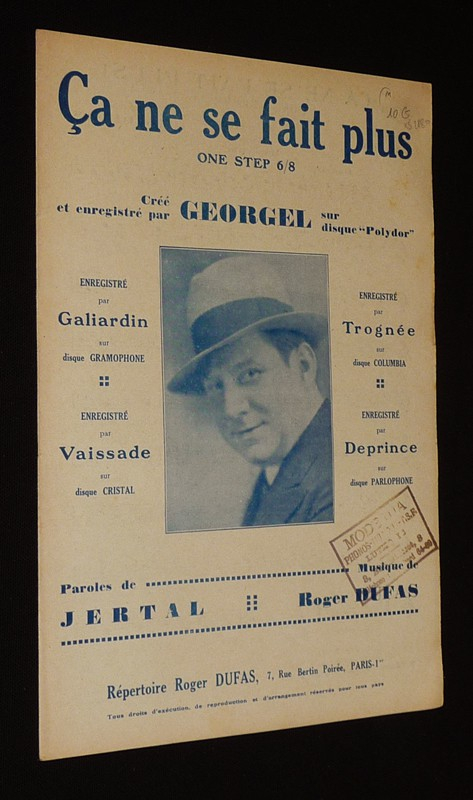 Ça ne se fait plus
ONE STEP 6/8
Créé
et enregistré par
GEORGEL
sur
disque "Polydor"
ENREGISTRÉ
par
Galiardin
sur
disque GRAMOPHONE
ENREGISTRÉ
par
Vaissade
sur
disque CRISTAL
ENREGISTRÉ
par
Trognée
sur
disque COLUMBIA
ENREGISTRÉ
par
Deprince
sur
disque PARLOPHONE
Paroles de
JERTAL
Musique de
Roger DUFAS
Répertoire Roger DUFAS, 7, Rue Bertin Poirée, PARIS-1er
Tous droits d'exécution, de reproduction et d'arrangement réservés pour tous pays